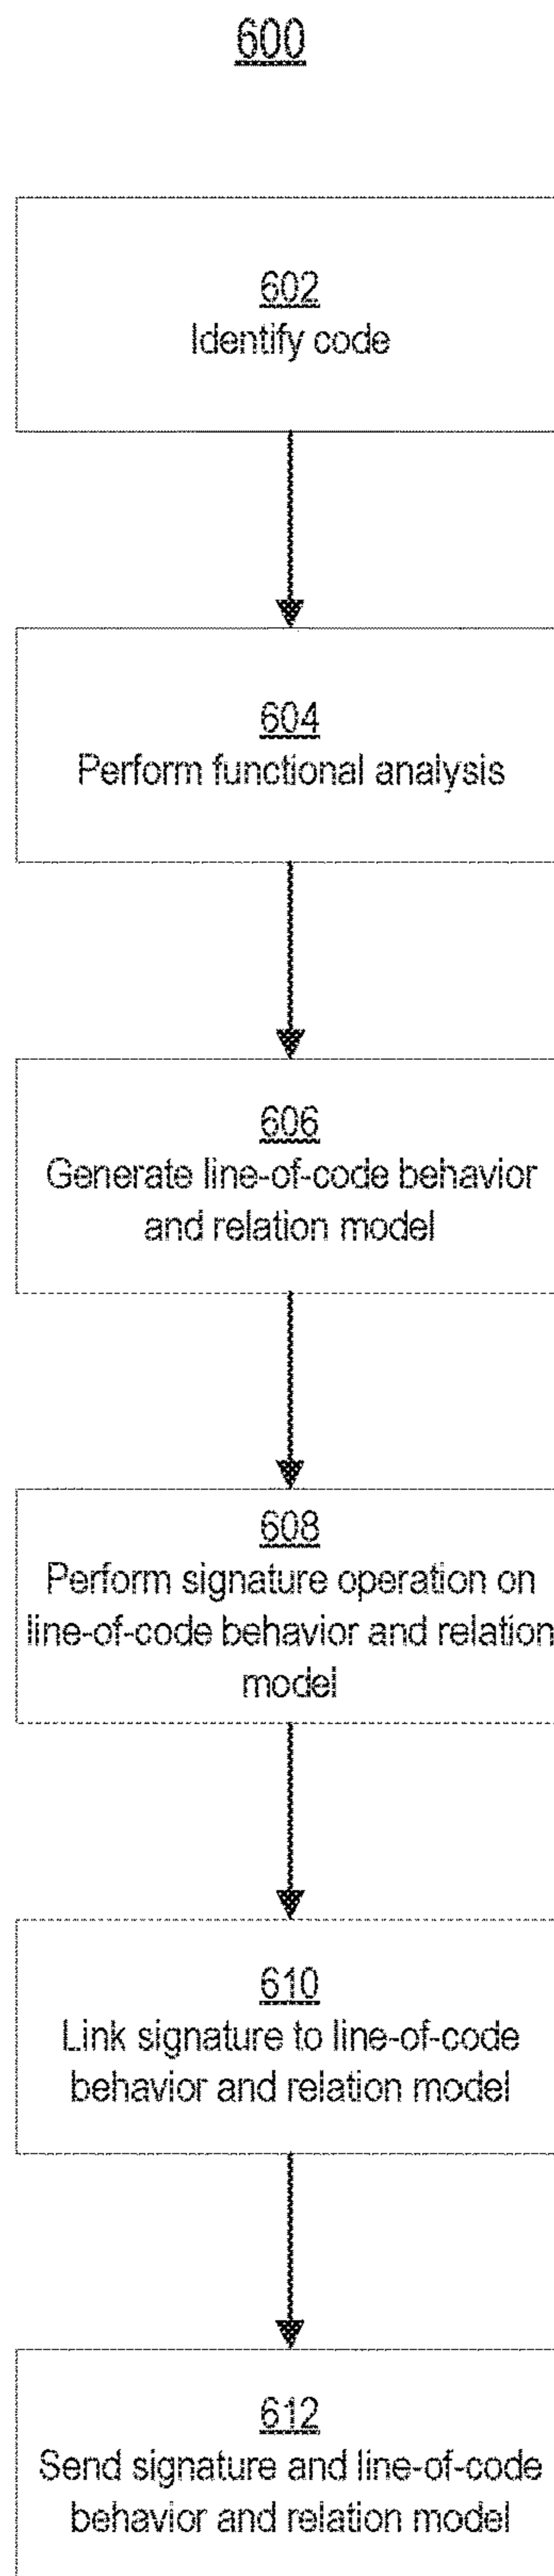 600
602
Identify code
604
Perform functional analysis
606
Generate line-of-code behavior
and relation model
608
Perform signature operation on
line-of-code behavior and relation
model
610
Link signature to line-of-code
behavior and relation model
612
Send signature and line-of-code
behavior and relation model